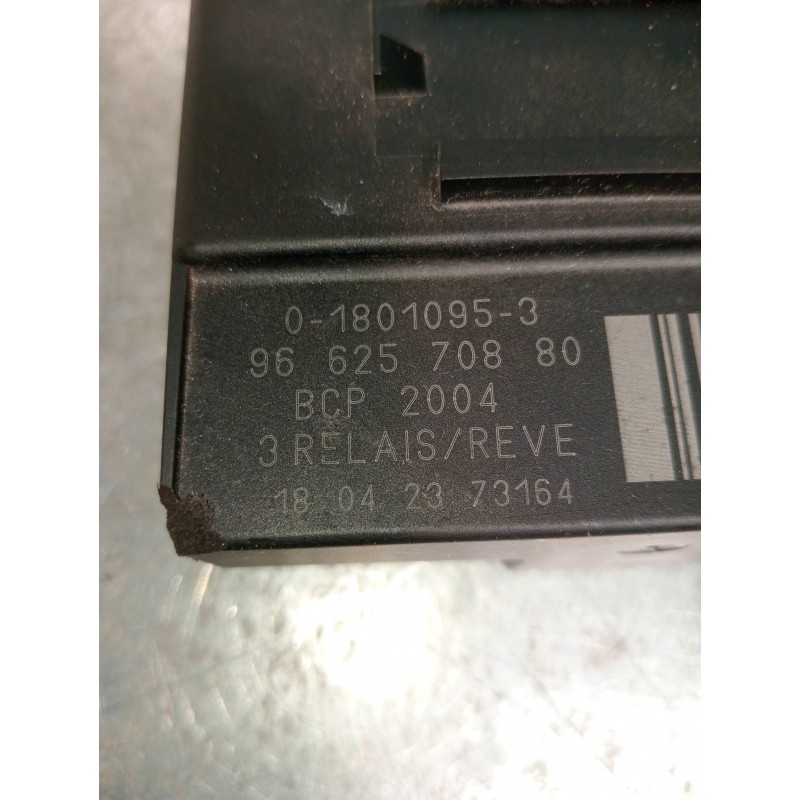 0-1801095-3
96 625 708 80
BCP 2004
3 RELAIS/REVE
18 04 23 73164